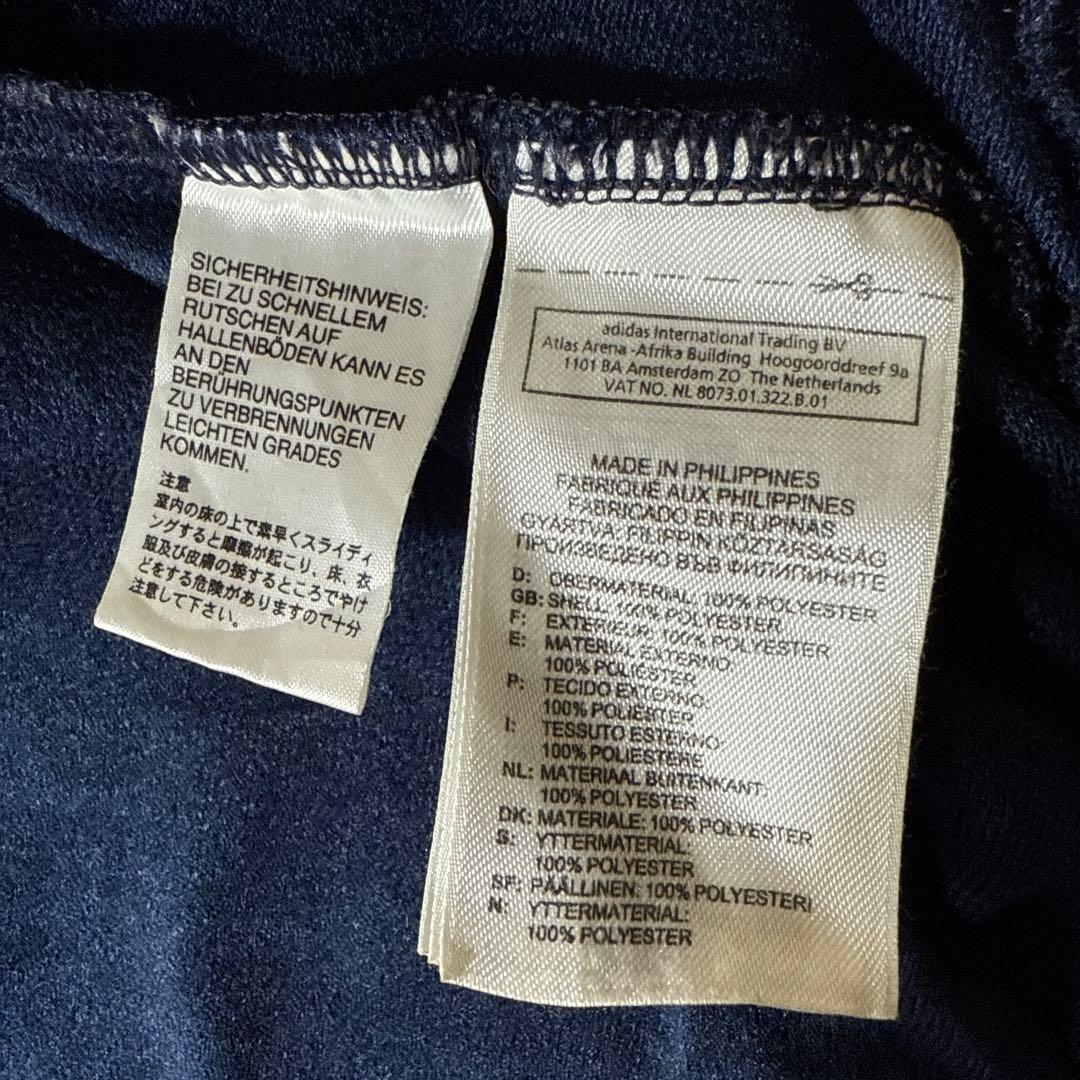 SICHERHEITSHINWEIS:
BEI ZU SCHNELLEM
RUTSCHEN AUF
HALLENBÖDEN KANN ES
AN DEN
BERÜHRUNGSPUNKTEN
ZU VERBRENNUNGEN
LEICHTEN GRADES
KOMMEN.
注意
室内の床の上で素早くスライディ
ングすると摩擦が起こり、床、衣
服及び皮膚の接するところでやけ
どをする危険がありますので十分
注意して下さい。
adidas International Trading BV
Atlas Arena -Afrika Building Hoogoorddreef 9a
1101 BA Amsterdam ZO The Netherlands
VAT NO. NL 8073.01.322.B.01
MADE IN PHILIPPINES
FABRIQUE AUX PHILIPPINES
FABRICADO EN FILIPINAS
GYÁRTVA: FILIPPIN KÖZTÁRSASÁG
ПРОИЗВЕДЕНО ВЪВ ФИЛИПИНИТЕ
D: OBERMATERIAL: 100% POLYESTER
GB: SHELL: 100% POLYESTER
F: EXTERIEUR: 100% POLYESTER
E: MATERIAL EXTERNO
100% POLIÉSTER
P: TECIDO EXTERNO
100% POLIÉSTER
I: TESSUTO ESTERNO
100% POLIESTERE
NL: MATERIAAL BUITENKANT:
100% POLYESTER
DK: MATERIALE: 100% POLYESTER
S: YTTERMATERIAL:
100% POLYESTER
SF: PÄÄLLINEN: 100% POLYESTERI
N: YTTERMATERIAL:
100% POLYESTER